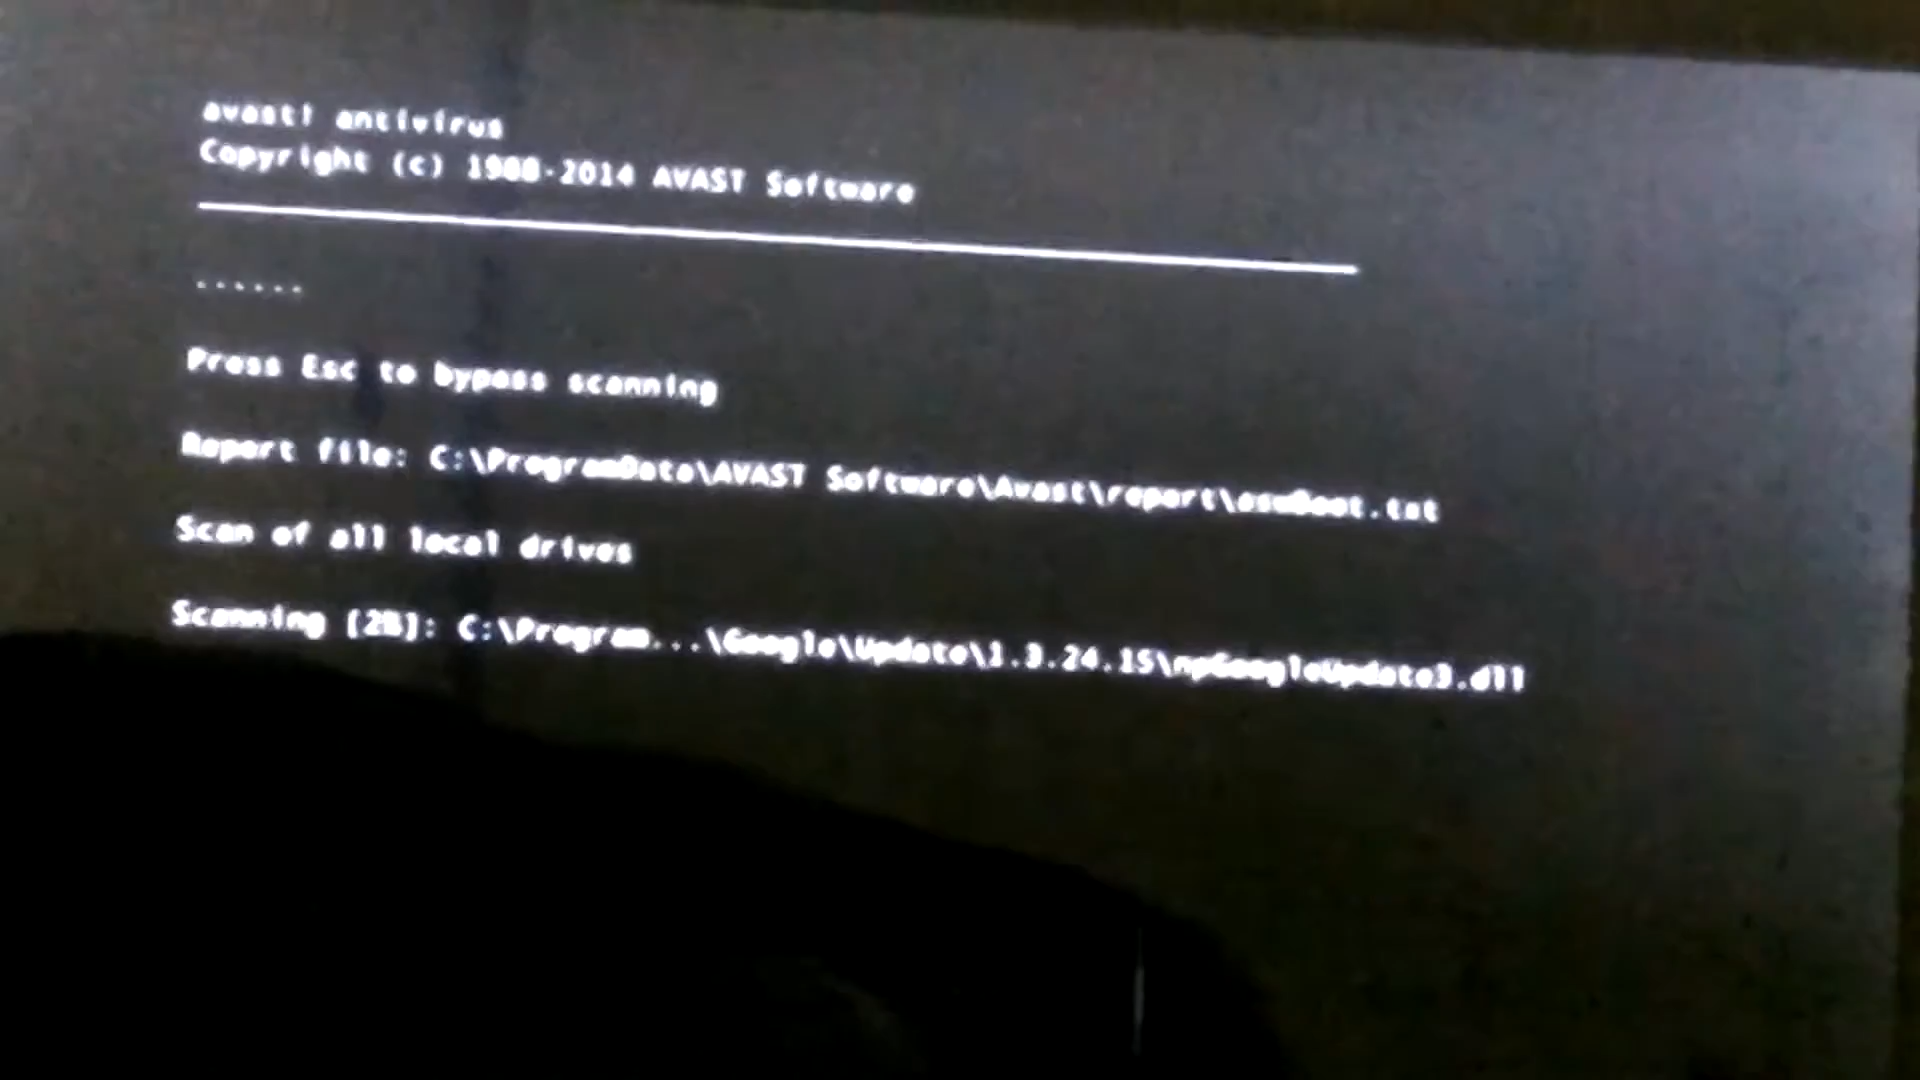 avast! antivirus
Copyright (c) 1988-2014 AVAST Software
......
Press Esc to bypass scanning
Report file: C:\ProgramData\AVAST Software\Avast\report\aswBoot.txt
Scan of all local drives
Scanning [2%]: C:\Program...\Google\Update\1.3.24.15\npGoogleUpdate3.dll